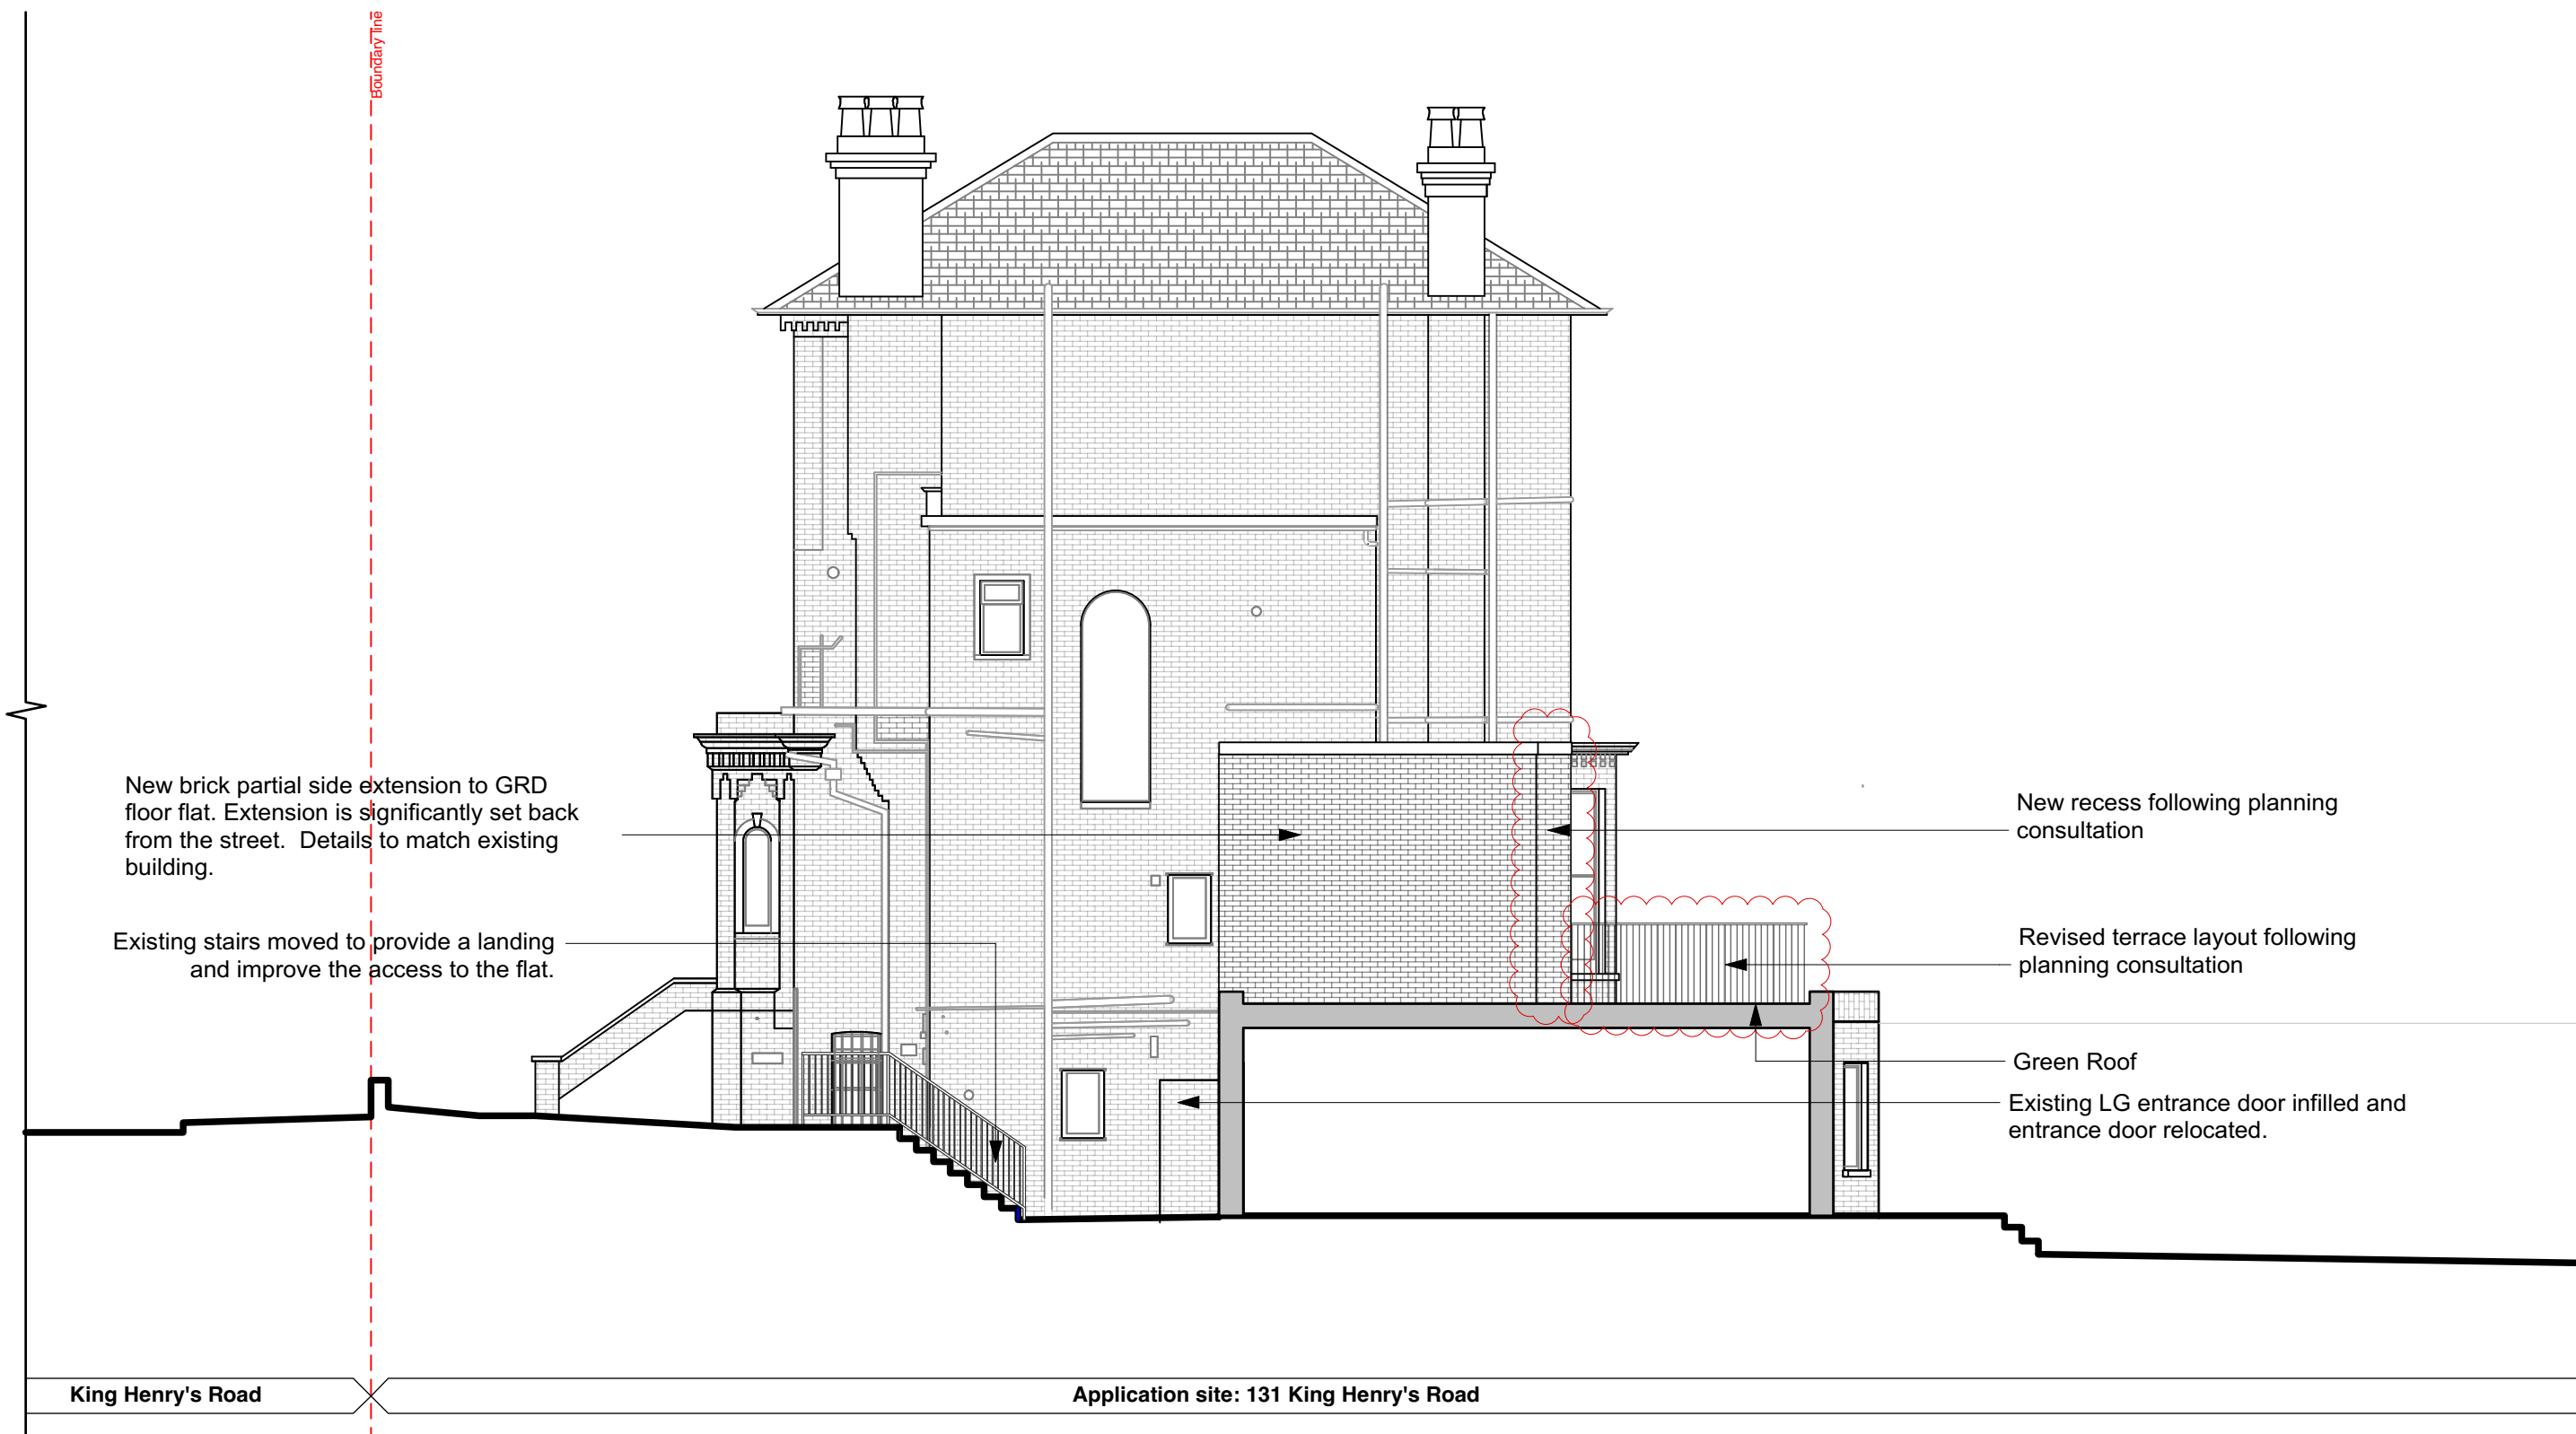 Boundary line
New brick partial side extension to GRD
floor flat. Extension is significantly set back
from the street. Details to match existing
building.
Existing stairs moved to provide a landing
and improve the access to the flat.
New recess following planning
consultation
Revised terrace layout following
planning consultation
Green Roof
Existing LG entrance door infilled and
entrance door relocated.
King Henry's Road
Application site: 131 King Henry's Road